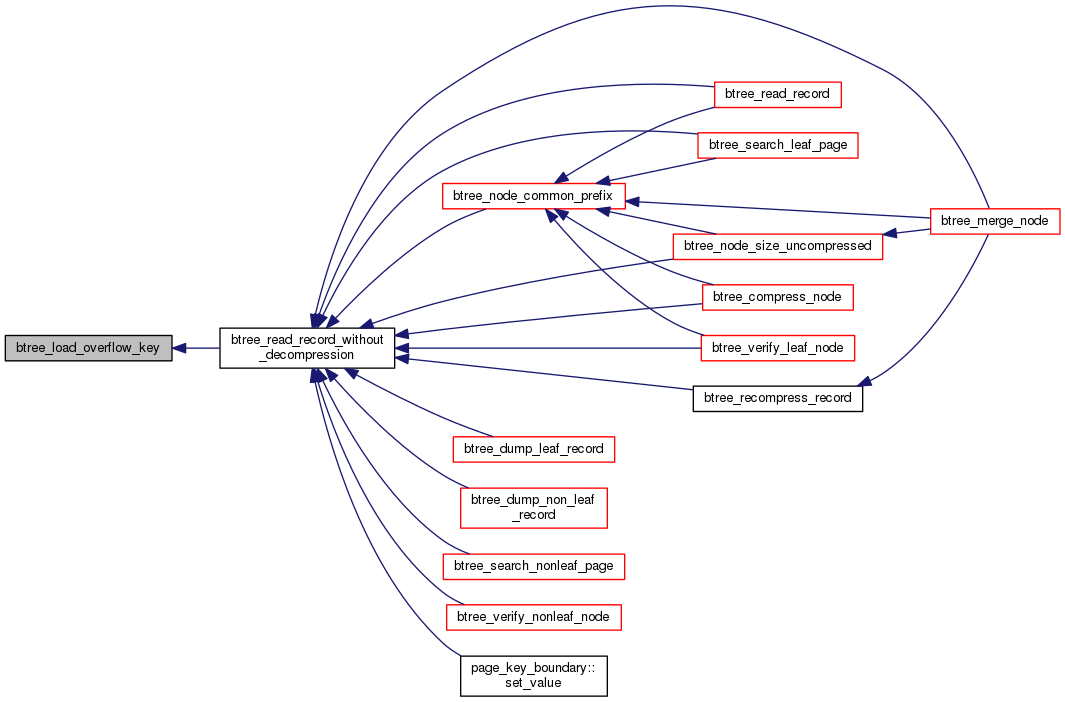 btree_load_overflow_key
btree_read_record_without
_decompression
btree_node_common_prefix
btree_read_record
btree_search_leaf_page
btree_node_size_uncompressed
btree_merge_node
btree_compress_node
btree_verify_leaf_node
btree_recompress_record
btree_dump_leaf_record
btree_dump_non_leaf
_record
btree_search_nonleaf_page
btree_verify_nonleaf_node
page_key_boundary::
set_value